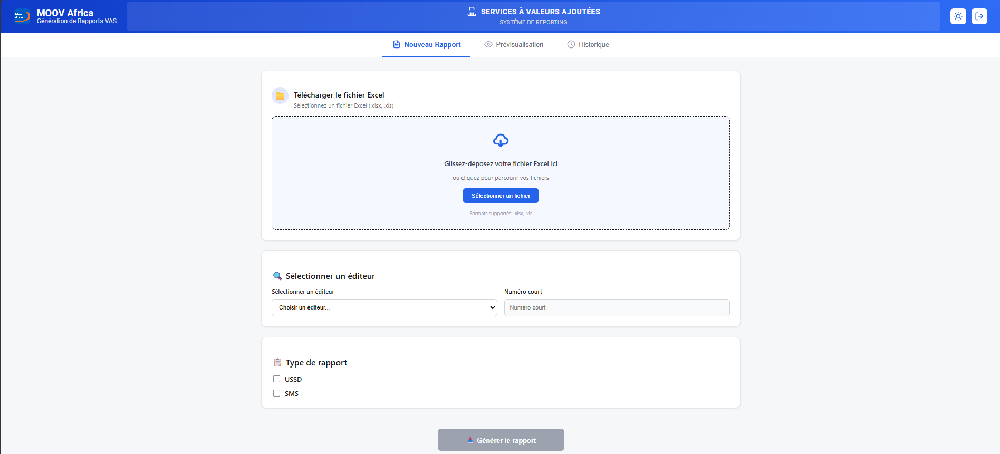 Moov
Africa
MOOV Africa
Génération de Rapports VAS
SERVICES À VALEURS AJOUTÉES
SYSTÈME DE REPORTING
Nouveau Rapport
Prévisualisation
Historique
Télécharger le fichier Excel
Sélectionnez un fichier Excel (.xlsx, .xls)
Glissez-déposez votre fichier Excel ici
ou cliquez pour parcourir vos fichiers
Sélectionner un fichier
Formats supportés: .xlsx, .xls
Sélectionner un éditeur
Sélectionner un éditeur
Numéro court
Choisir un éditeur...
Numéro court
Type de rapport
USSD
SMS
Générer le rapport